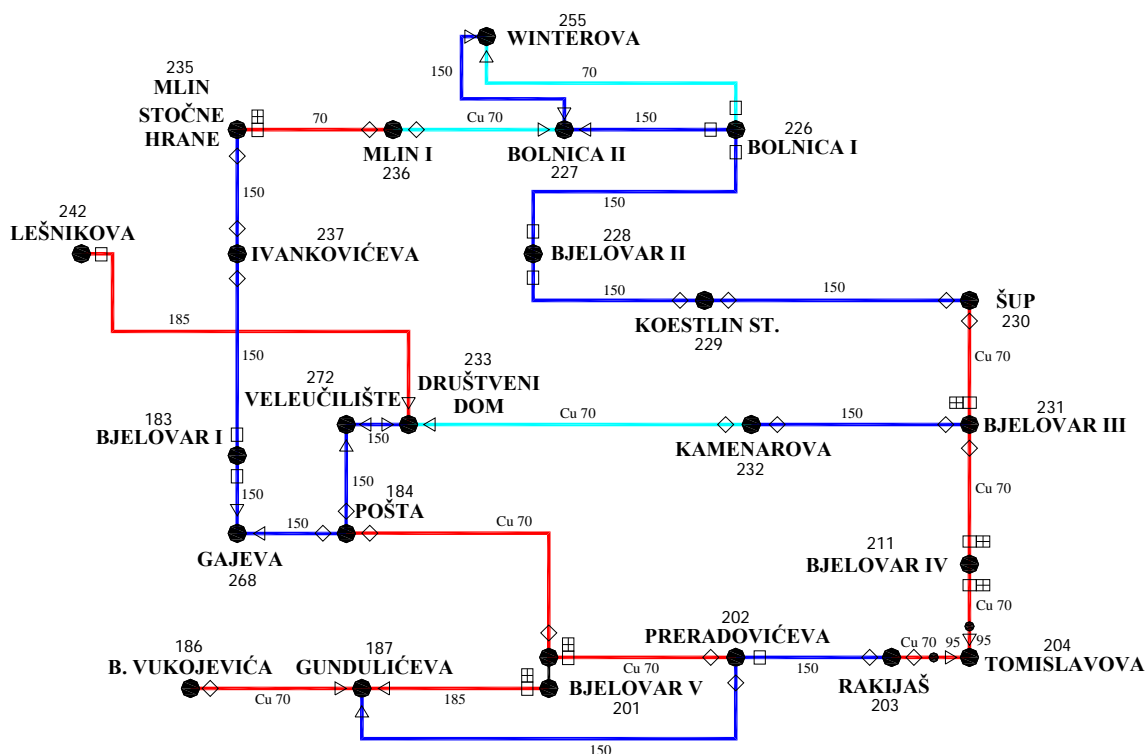 255
WINTEROVA
150
70
235
MLIN
STOČNE
HRANE
70
MLIN I
236
Cu 70
BOLNICA II
227
150
226
BOLNICA I
150
150
242
LEŠNIKOVA
237
IVANKOVIĆEVA
228
BJELOVAR II
150
150
KOESTLIN ST.
229
ŠUP
230
185
150
233
DRUŠTVENI
DOM
272
VELEUČILIŠTE
150
Cu 70
150
Cu 70
KAMENAROVA
232
231
BJELOVAR III
183
BJELOVAR I
150
150
184
POŠTA
150
Cu 70
Cu 70
GAJEVA
268
211
BJELOVAR IV
Cu 70
95
202
PRERADOVIĆEVA
Cu 70
95
204
TOMISLAVOVA
186
B. VUKOJEVIĆA
187
GUNDULIĆEVA
Cu 70
150
RAKIJAŠ
203
Cu 70
185
BJELOVAR V
201
150